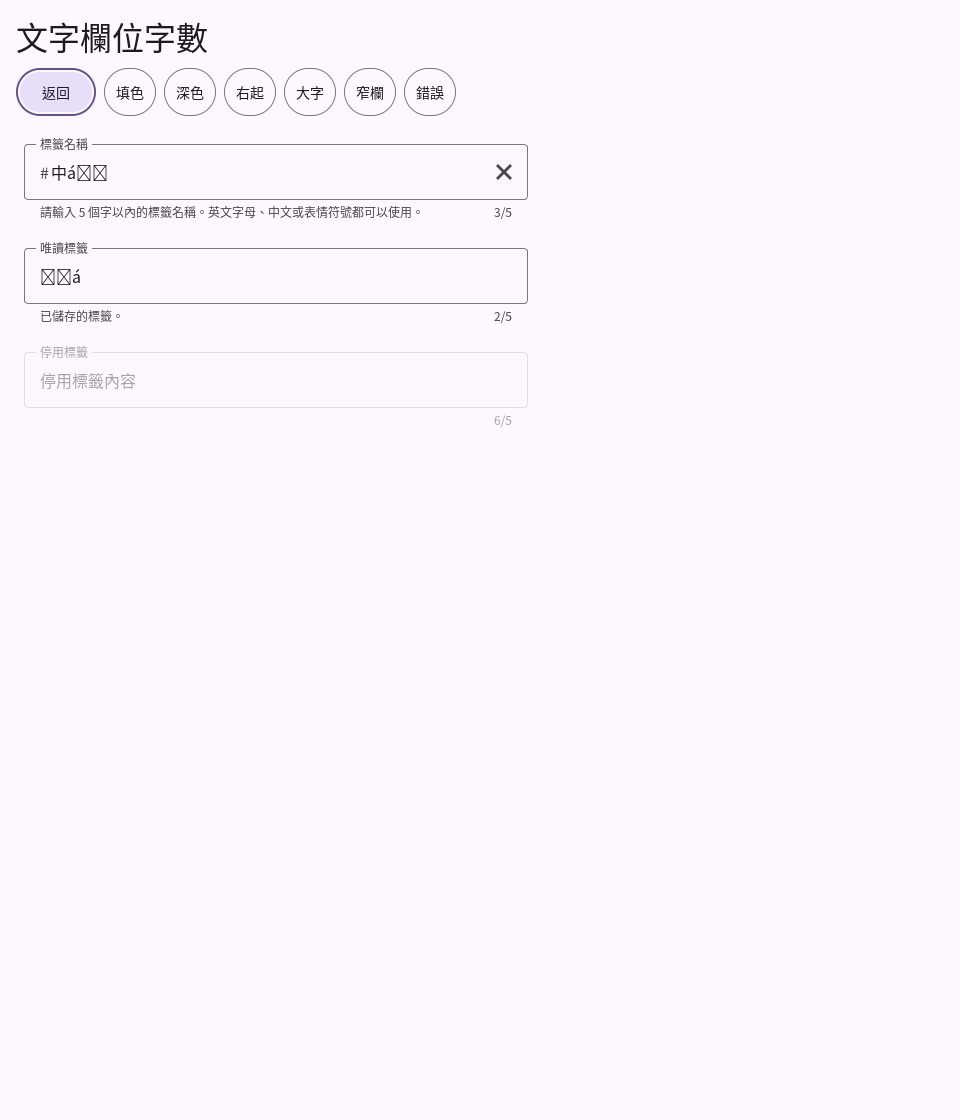 文字欄位字數
返回 填色 深色 右起 大字 窄欄 錯誤
標籤名稱
#中á
請輸入 5 個字以內的標籤名稱。英文字母、中文或表情符號都可以使用。 3/5
唯讀標籤
á
已儲存的標籤。 2/5
停用標籤
停用標籤內容
6/5